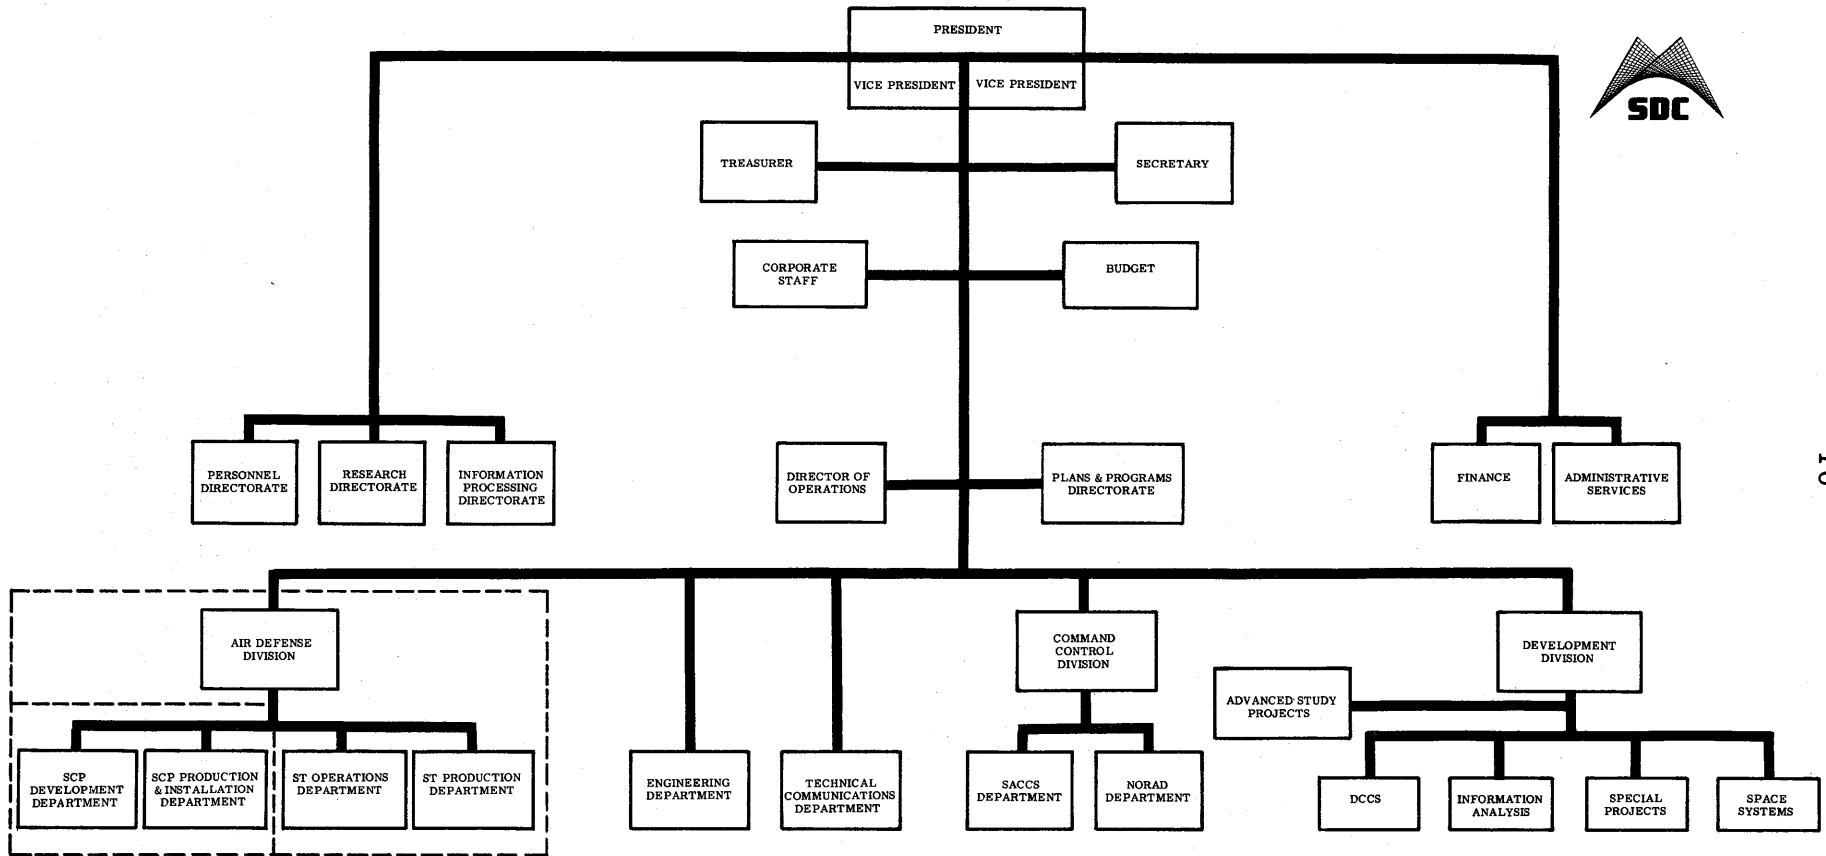 PRESIDENT
VICE PRESIDENT
VICE PRESIDENT
SDC
TREASURER
SECRETARY
CORPORATE
STAFF
BUDGET
PERSONNEL
DIRECTORATE
RESEARCH
DIRECTORATE
INFORMATION
PROCESSING
DIRECTORATE
DIRECTOR OF
OPERATIONS
PLANS & PROGRAMS
DIRECTORATE
FINANCE
ADMINISTRATIVE
SERVICES
AIR DEFENSE
DIVISION
COMMAND
CONTROL
DIVISION
DEVELOPMENT
DIVISION
ADVANCED STUDY
PROJECTS
SCP
DEVELOPMENT
DEPARTMENT
SCP PRODUCTION
& INSTALLATION
DEPARTMENT
ST OPERATIONS
DEPARTMENT
ST PRODUCTION
DEPARTMENT
ENGINEERING
DEPARTMENT
TECHNICAL
COMMUNICATIONS
DEPARTMENT
SACCS
DEPARTMENT
NORAD
DEPARTMENT
DCCS
INFORMATION
ANALYSIS
SPECIAL
PROJECTS
SPACE
SYSTEMS